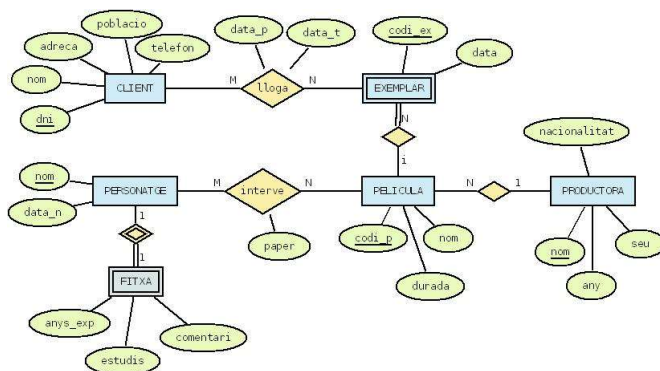 poblacio
adreca
telefon
nom
dni
CLIENT
M
data_p
data_t
lloga
N
codi_ex
data
EXEMPLAR
N
i
nacionalitat
nom
data_n
PERSONATGE
M
interve
N
paper
PELICULA
N
1
PRODUCTORA
codi_p
nom
durada
nom
any
seu
1
1
FITXA
anys_exp
estudis
comentari